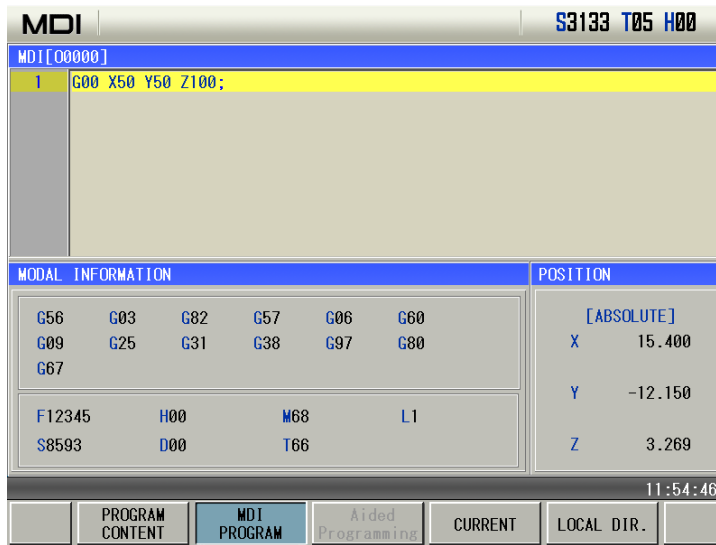 MDI S3133 T05 H00
MDI[O0000]
1 G00 X50 Y50 Z100;
MODAL INFORMATION
G56 G03 G82 G57 G06 G60
G09 G25 G31 G38 G97 G80
G67
F12345 H00 M68 L1
S8593 D00 T66
POSITION
[ABSOLUTE]
X 15.400
Y -12.150
Z 3.269
11:54:46
PROGRAM CONTENT
MDI PROGRAM
Aided Programming
CURRENT
LOCAL DIR.